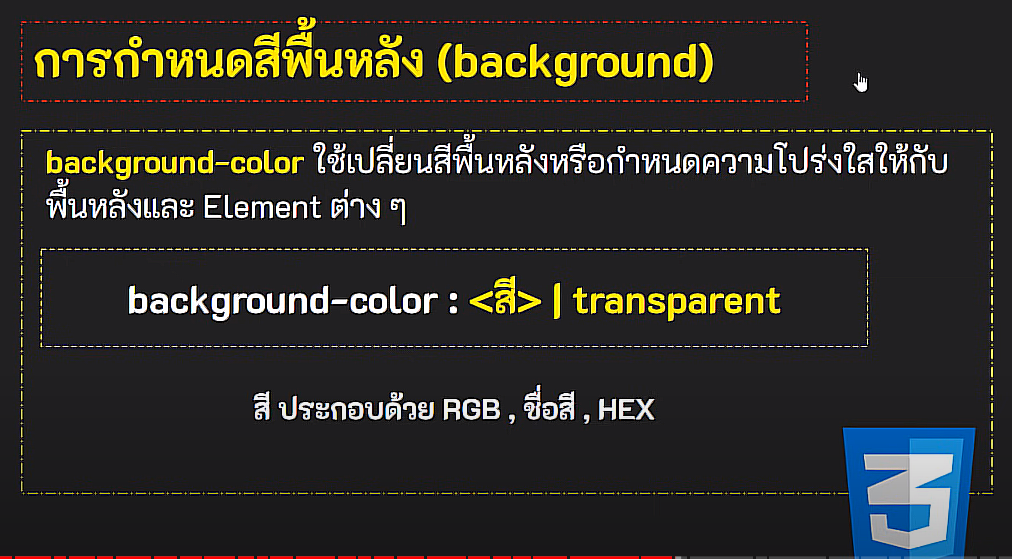 การกำหนดสีพื้นหลัง (background)
background-color ใช้เปลี่ยนสีพื้นหลังหรือกำหนดความโปร่งใสให้กับ
พื้นหลังและ Element ต่าง ๆ
background-color : <สี> | transparent
สี ประกอบด้วย RGB , ชื่อสี , HEX
3